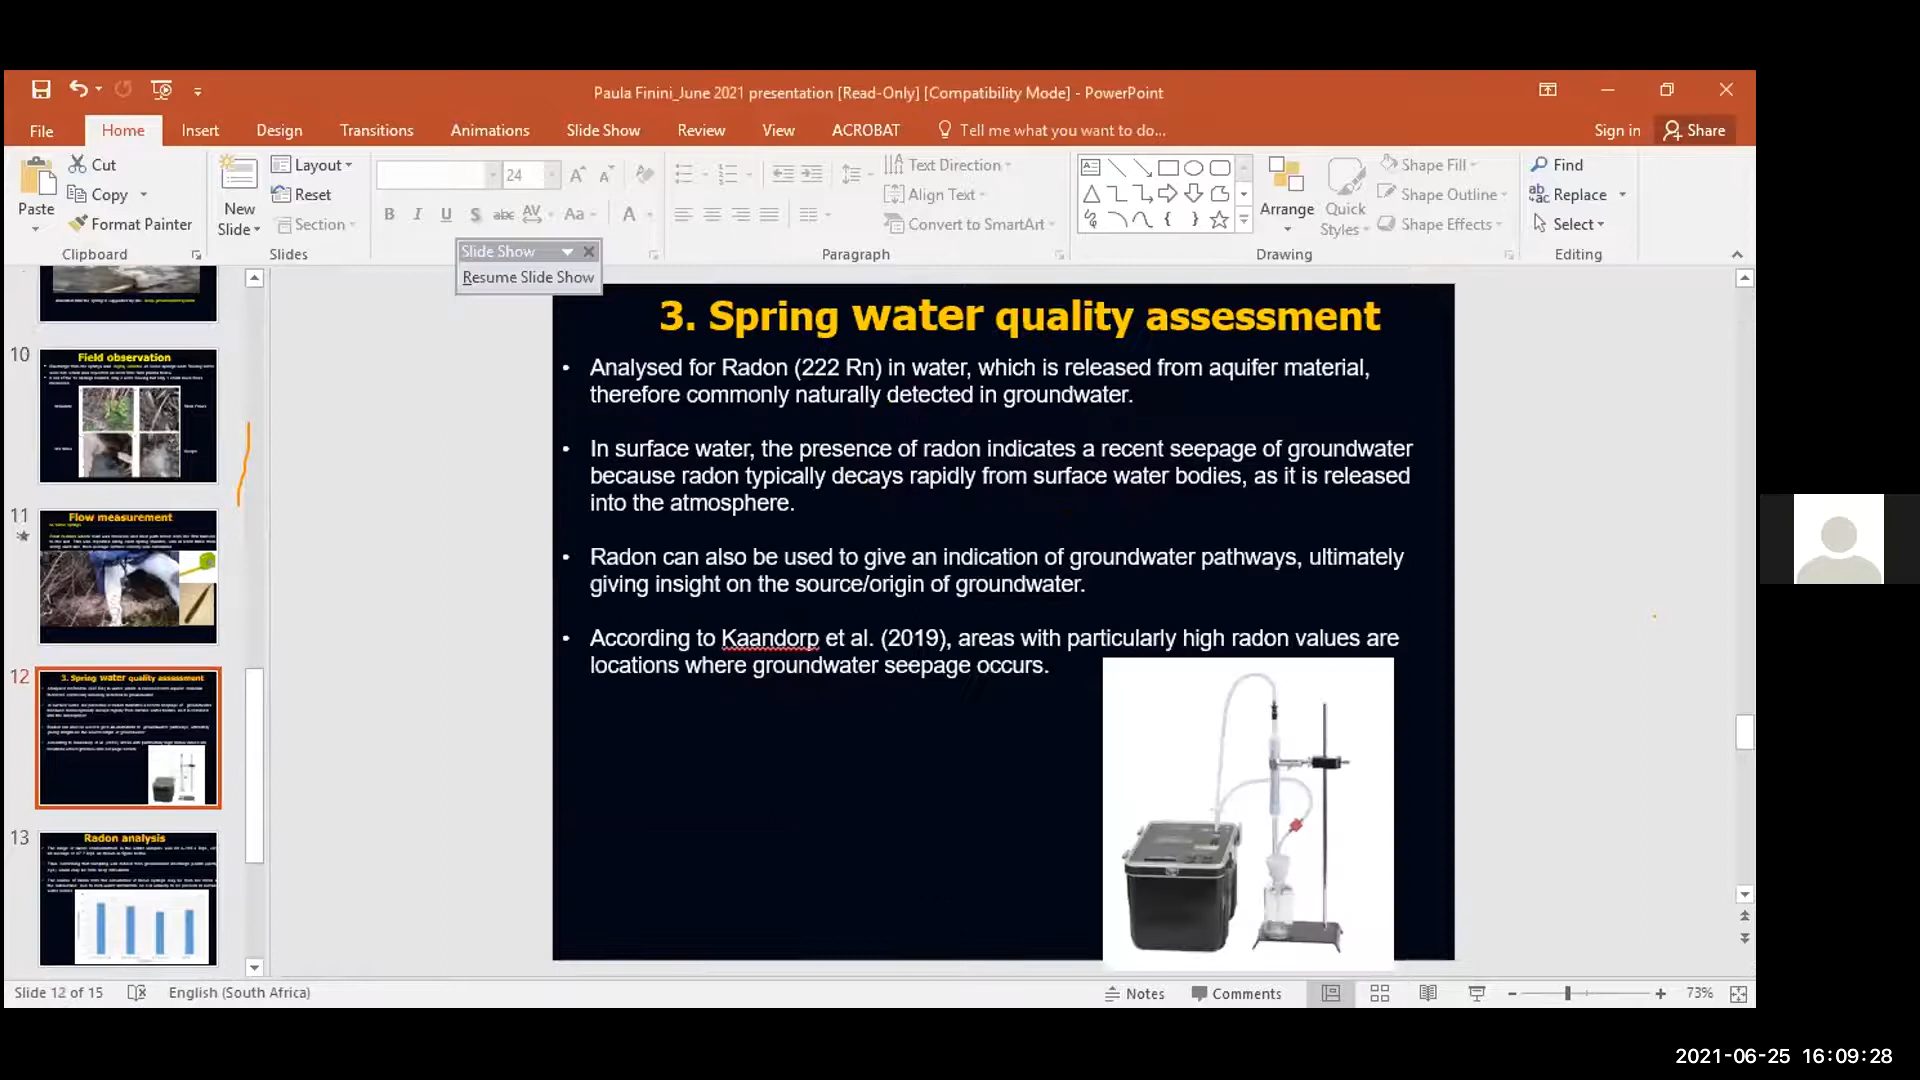 Paula Finini_June 2021 presentation [Read-Only] [Compatibility Mode] - PowerPoint
File Home Insert Design Transitions Animations Slide Show Review View ACROBAT Tell me what you want to do... Sign in Share
Paste
Cut
Copy
Format Painter
Clipboard
New Slide
Layout
Reset
Section
Slides
24
B I U S abc AV Aa A
Text Direction
Align Text
Convert to SmartArt
Paragraph
Arrange
Quick Styles
Shape Fill
Shape Outline
Shape Effects
Drawing
Find
Replace
Select
Editing
Slide Show
Resume Slide Show
10
Field observation
11
Flow measurement
12
3. Spring water quality assessment
13
Radon analysis
3. Spring water quality assessment
• Analysed for Radon (222 Rn) in water, which is released from aquifer material,
therefore commonly naturally detected in groundwater.
• In surface water, the presence of radon indicates a recent seepage of groundwater
because radon typically decays rapidly from surface water bodies, as it is released
into the atmosphere.
• Radon can also be used to give an indication of groundwater pathways, ultimately
giving insight on the source/origin of groundwater.
• According to Kaandorp et al. (2019), areas with particularly high radon values are
locations where groundwater seepage occurs.
Slide 12 of 15 English (South Africa) Notes Comments 73%
2021-06-25 16:09:28